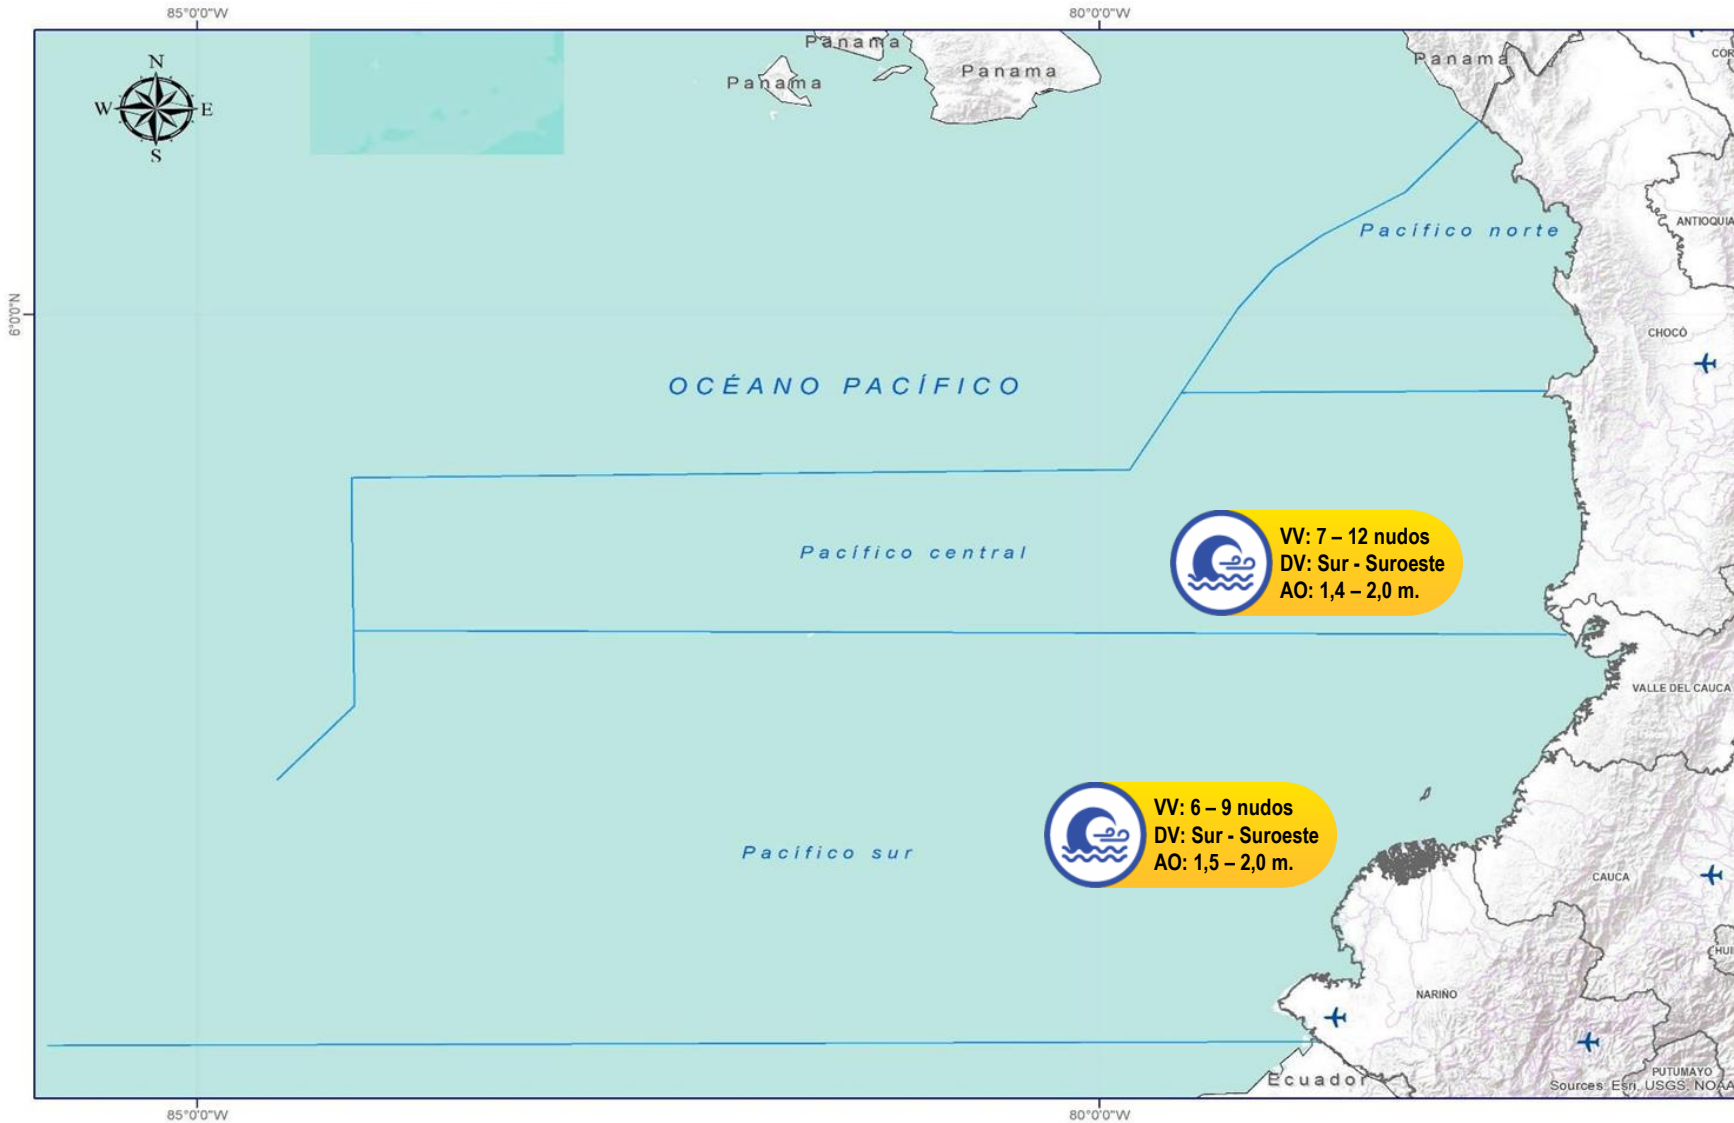 85°0'0"W
80°0'0"W
N
W
E
S
Panama
Panama
Panama
Panama
ANTIOQUIA
Pacífico norte
6°0'0"N
CHOCÓ
OCÉANO PACÍFICO
Pacífico central
VV: 7 – 12 nudos
DV: Sur - Suroeste
AO: 1,4 – 2,0 m.
VALLE DEL CAUCA
VV: 6 – 9 nudos
DV: Sur - Suroeste
AO: 1,5 – 2,0 m.
Pacífico sur
CAUCA
NARIÑO
PUTUMAYO
Ecuador
Sources: Esri, USGS, NOAA
85°0'0"W
80°0'0"W